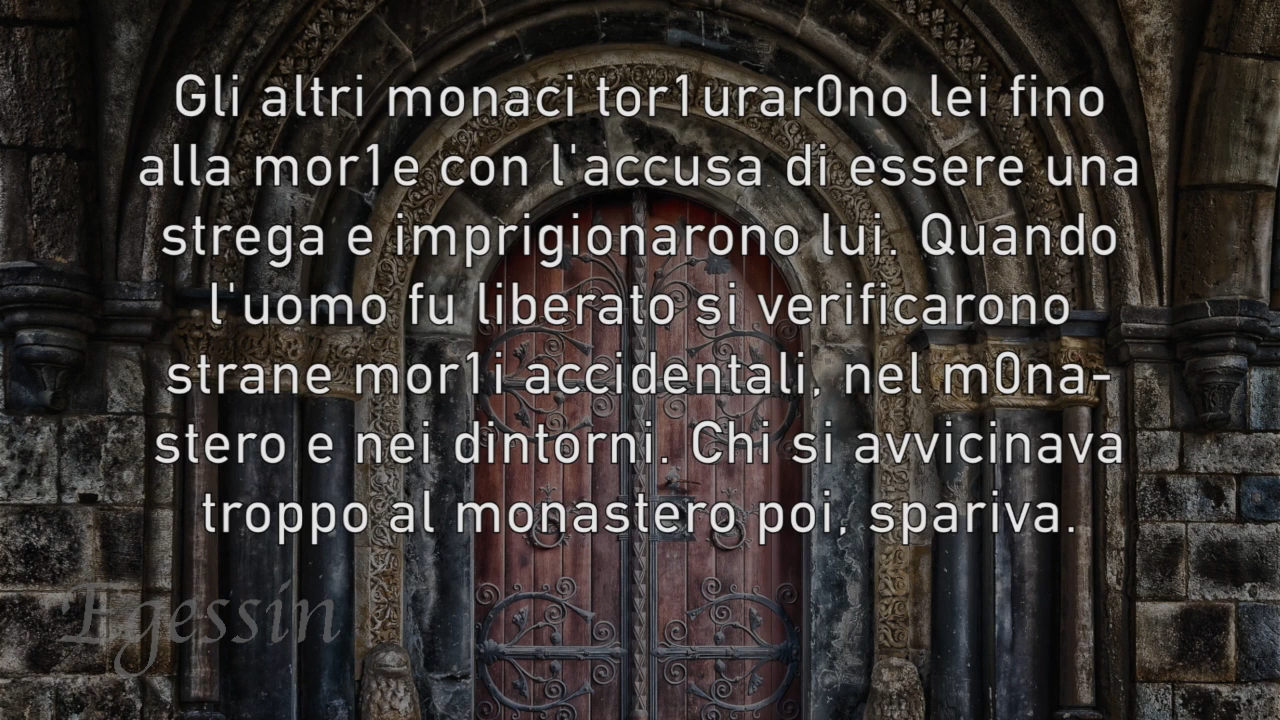 Gli altri monaci tor1urar0no lei fino
alla mor1e con l'accusa di essere una
strega e imprigionarono lui. Quando
l'uomo fu liberato si verificarono
strane mor1i accidentali, nel m0na-
stero e nei dintorni. Chi si avvicinava
troppo al monastero poi, spariva.
Egessin